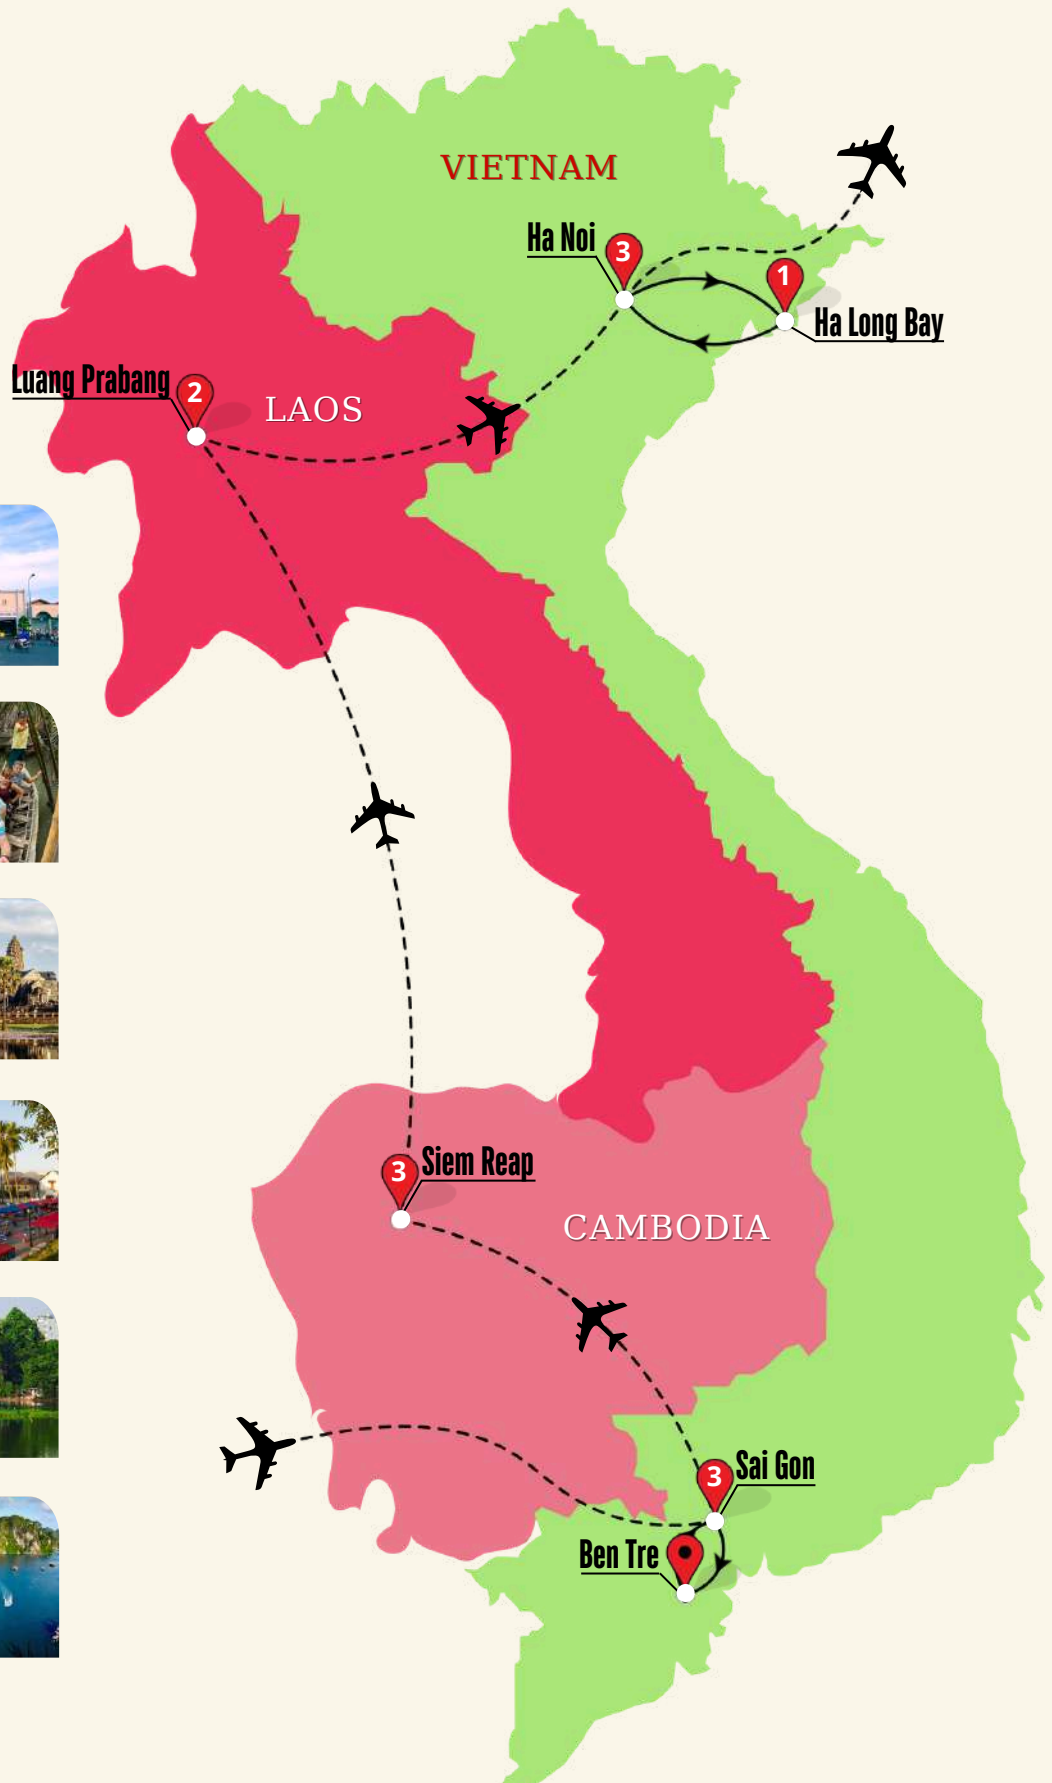 VIETNAM
Ha Noi
3
1
Ha Long Bay
Luang Prabang
2
LAOS
3
Siem Reap
CAMBODIA
3
Sai Gon
Ben Tre